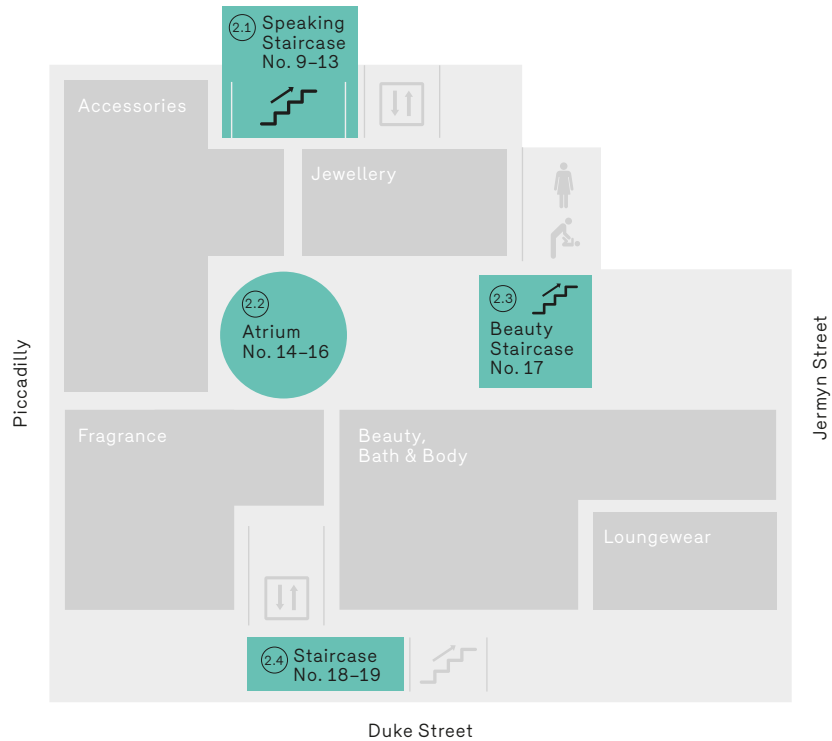 2.1 Speaking
Staircase
No. 9–13
Accessories
Jewellery
2.2
Atrium
No. 14–16
2.3
Beauty
Staircase
No. 17
Piccadilly
Jermyn Street
Fragrance
Beauty,
Bath & Body
Loungewear
2.4 Staircase
No. 18–19
Duke Street